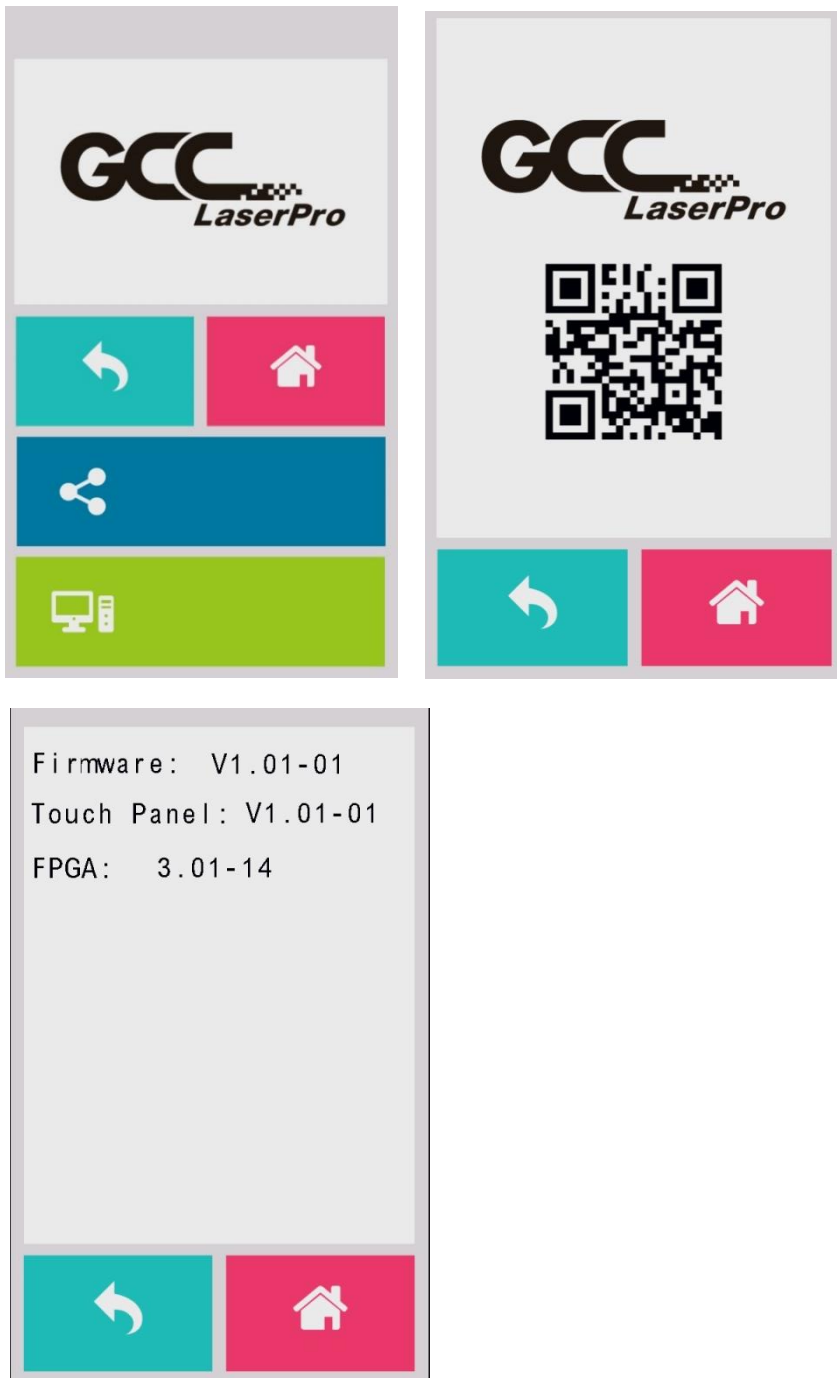 GCC
LaserPro
GCC
LaserPro
Firmware: V1.01-01
Touch Panel: V1.01-01
FPGA: 3.01-14